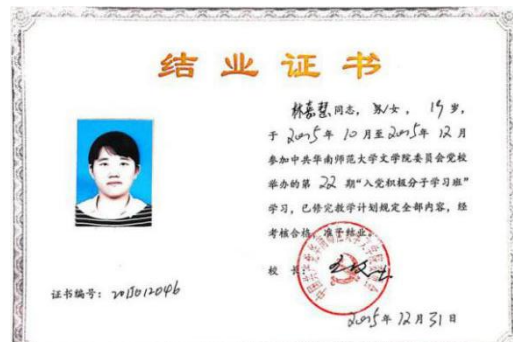 结业证书
同志，男/女，19岁，
于2015年10月至2015年12月
参加中共华南师范大学文学院委员会党校
举办的第22期“入党积极分子学习班”
学习，已修完教学计划规定全部内容，经
考核合格，准予结业。
校长：
证书编号：
2015年12月31日